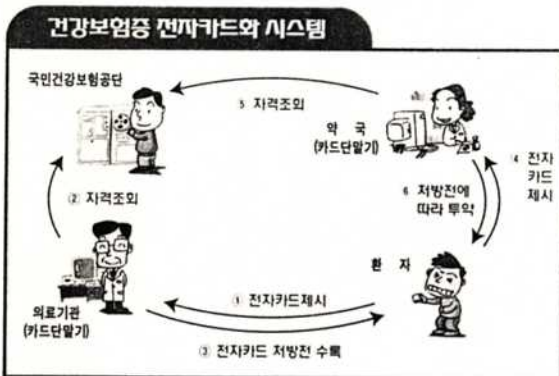 건강보험증 전자카드화 시스템
국민건강보험공단
⑤ 자격조회
약 국
(카드단말기)
④ 전자
카드
제시
② 자격조회
⑥ 처방전에
따라 투약
환 자
① 전자카드제시
의료기관
(카드단말기)
③ 전자카드 처방전 수록